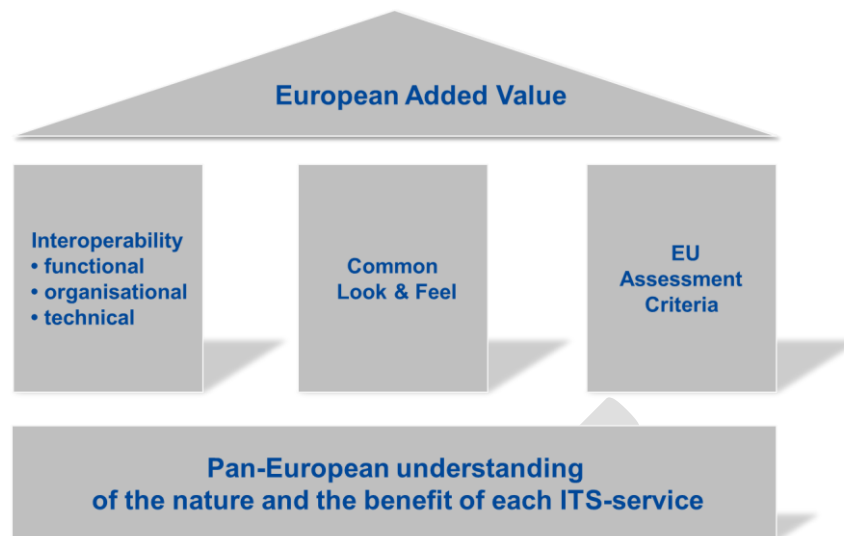 European Added Value
Interoperability
• functional
• organisational
• technical
Common
Look & Feel
EU
Assessment
Criteria
Pan-European understanding
of the nature and the benefit of each ITS-service